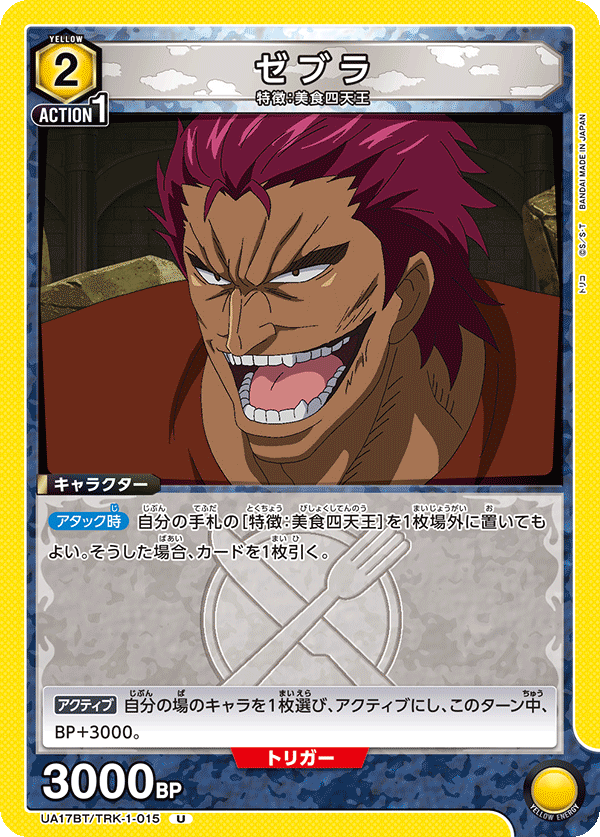 YELLOW
2
ACTION 1
ゼブラ
特徴:美食四天王
BANDAI MADE IN JAPAN
トリコ ©S/S・T
キャラクター
アタック時 自分の手札の[特徴:美食四天王]を1枚場外に置いても
よい。そうした場合、カードを1枚引く。
アクティブ 自分の場のキャラを1枚選び、アクティブにし、このターン中、
BP+3000。
トリガー
3000BP
YELLOW ENERGY
UA17BT/TRK-1-015 U